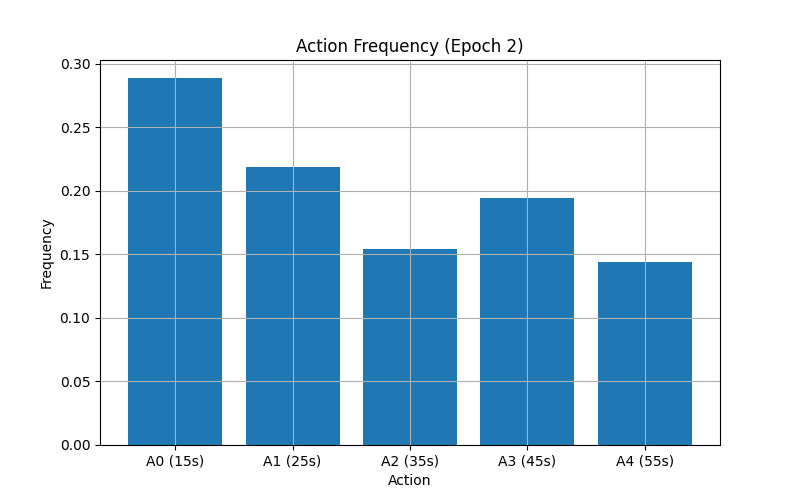 Action Frequency (Epoch 2)
0.30
0.25
0.20
0.15
0.10
0.05
0.00
Frequency
A0 (15s) A1 (25s) A2 (35s) A3 (45s) A4 (55s)
Action